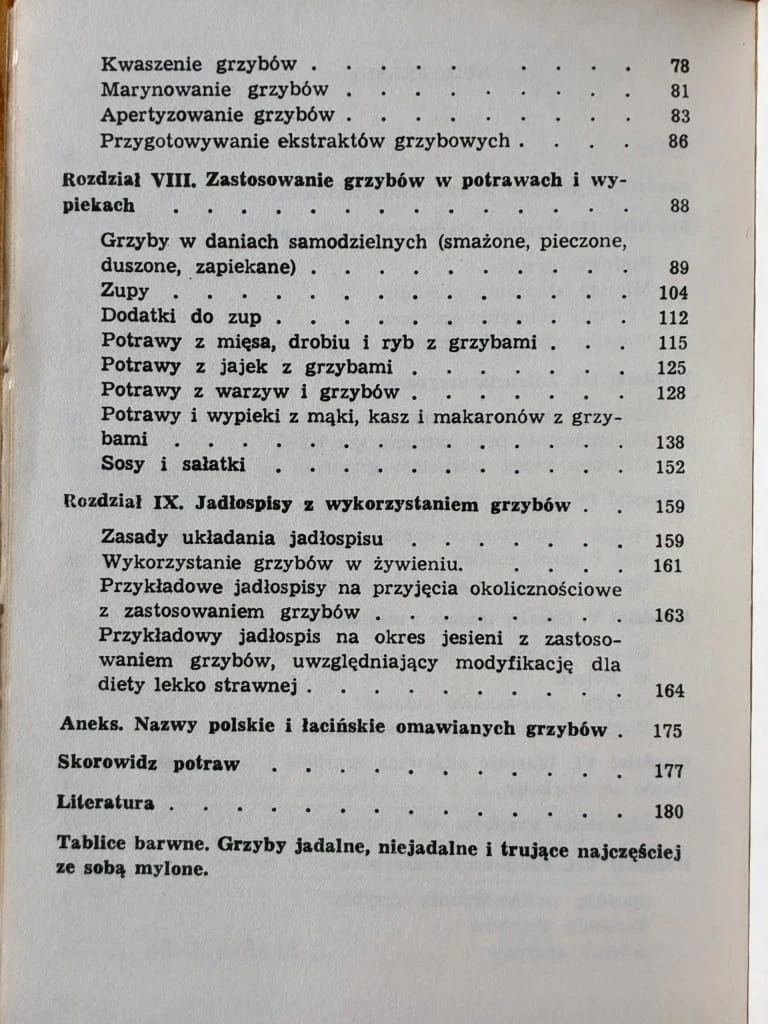 Kwaszenie grzybów . . . . . . . . . 78
Marynowanie grzybów . . . . . . . . . 81
Apertyzowanie grzybów . . . . . . . . . 83
Przygotowywanie ekstraktów grzybowych . . . . 86
Rozdział VIII. Zastosowanie grzybów w potrawach i wy-
piekach . . . . . . . . . . . . . . 88
Grzyby w daniach samodzielnych (smażone, pieczone,
duszone, zapiekane) . . . . . . . . . . 89
Zupy . . . . . . . . . . . . . . 104
Dodatki do zup . . . . . . . . . . . 112
Potrawy z mięsa, drobiu i ryb z grzybami . . . 115
Potrawy z jajek z grzybami . . . . . . . 125
Potrawy z warzyw i grzybów . . . . . . . 128
Potrawy i wypieki z mąki, kasz i makaronów z grzy-
bami . . . . . . . . . . . . . . 138
Sosy i sałatki . . . . . . . . . . . 152
Rozdział IX. Jadłospisy z wykorzystaniem grzybów . . 159
Zasady układania jadłospisu . . . . . . . 159
Wykorzystanie grzybów w żywieniu. . . . . 161
Przykładowe jadłospisy na przyjęcia okolicznościowe
z zastosowaniem grzybów . . . . . . . . 163
Przykładowy jadłospis na okres jesieni z zastoso-
waniem grzybów, uwzględniający modyfikację dla
diety lekko strawnej . . . . . . . . . . 164
Aneks. Nazwy polskie i łacińskie omawianych grzybów . 175
Skorowidz potraw . . . . . . . . . . . 177
Literatura . . . . . . . . . . . . . . 180
Tablice barwne. Grzyby jadalne, niejadalne i trujące najczęściej
ze sobą mylone.